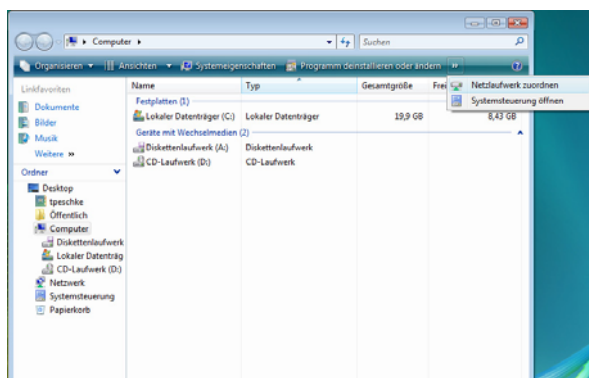 Computer
Suchen
Organisieren Ansichten Systemeigenschaften Programm deinstallieren oder ändern »
Netzlaufwerk zuordnen
Systemsteuerung öffnen
Linkfavoriten
Dokumente
Bilder
Musik
Weitere »
Ordner
Desktop
tpeschke
Öffentlich
Computer
Diskettenlaufwerk
Lokaler Datenträg
CD-Laufwerk (D:)
Netzwerk
Systemsteuerung
Papierkorb
Name Typ Gesamtgröße Frei
Festplatten (1)
Lokaler Datenträger (C:) Lokaler Datenträger 19,9 GB 8,43 GB
Geräte mit Wechselmedien (2)
Diskettenlaufwerk (A:) Diskettenlaufwerk
CD-Laufwerk (D:) CD-Laufwerk